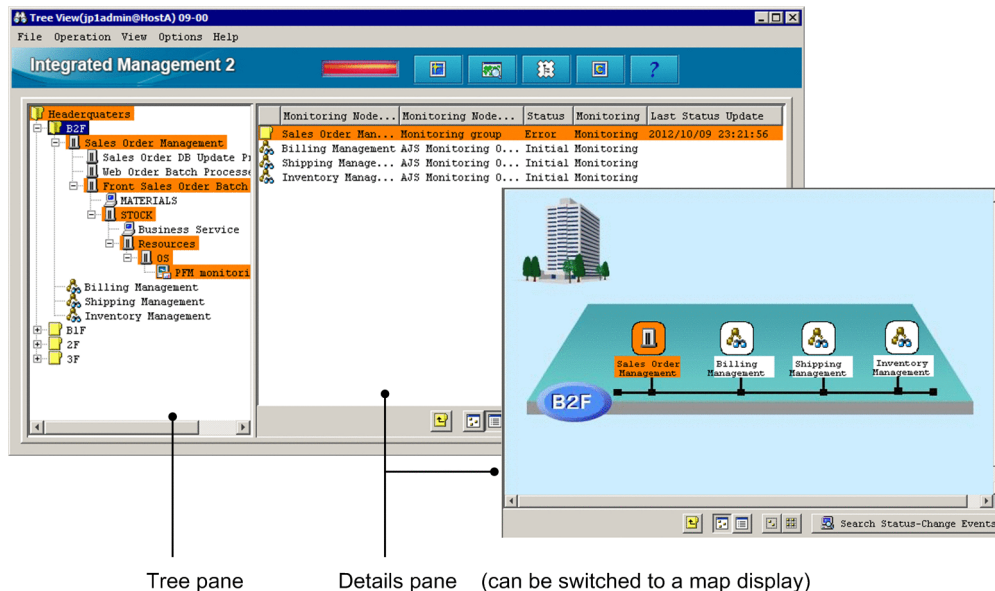 Tree View(jp1admin@HostA) 09-00
File Operation View Options Help
Integrated Management 2
?
Headerquaters
B2F
Sales Order Management
Sales Order DB Update Pr
Web Order Batch Processe
Front Sales Order Batch
MATERIALS
STOCK
Business Service
Resources
OS
PFM monitori
Billing Management
Shipping Management
Inventory Management
B1F
2F
3F
Monitoring Node... Monitoring Node... Status Monitoring Last Status Update
Sales Order Man... Monitoring group Error Monitoring 2012/10/09 23:21:56
Billing Management AJS Monitoring O... Initial Monitoring
Shipping Manage... AJS Monitoring O... Initial Monitoring
Inventory Manag... AJS Monitoring O... Initial Monitoring
Sales Order Management
Billing Management
Shipping Management
Inventory Management
B2F
Search Status-Change Events
Tree pane
Details pane (can be switched to a map display)